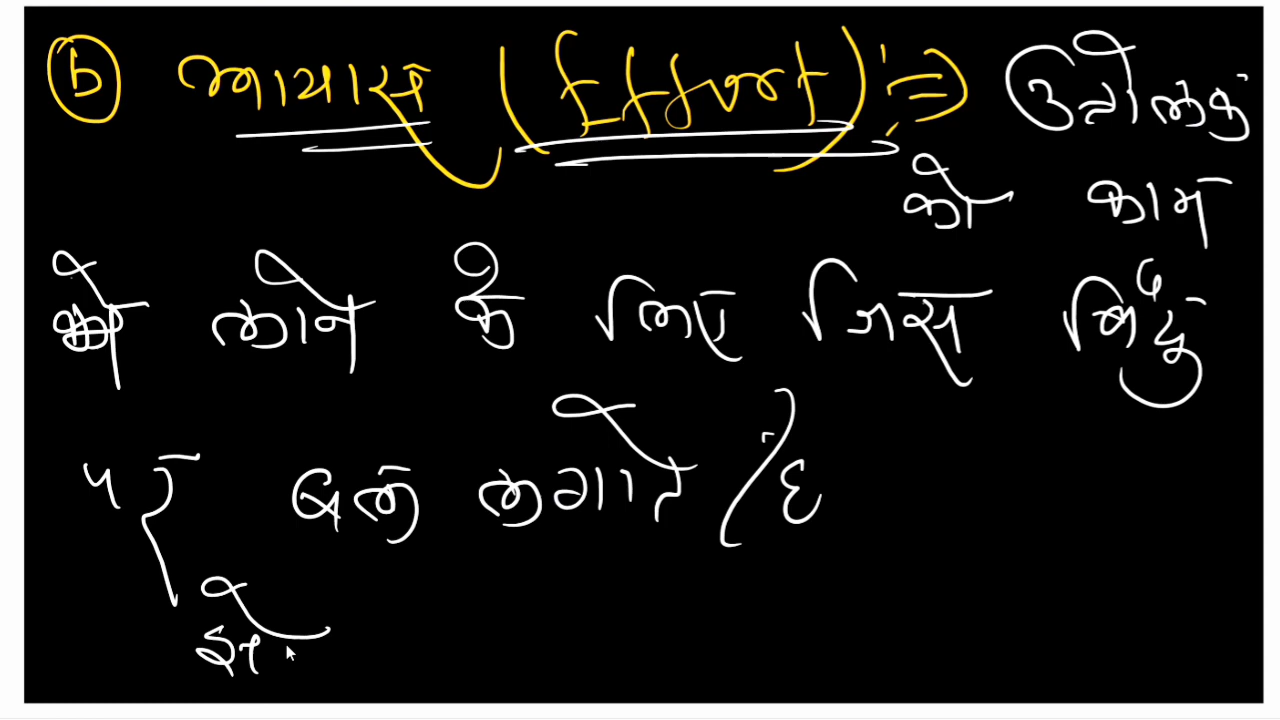 (b) आयास (Effort) :⇒ उत्तोलक
को काम
में लाने के लिए जिस बिंदु
पर बल लगाते हैं